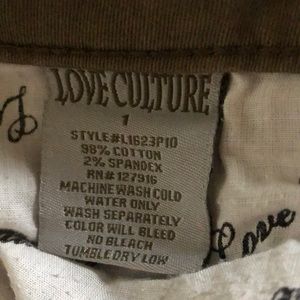 LOVE CULTURE
1
STYLE#L1623P10
98% COTTON
2% SPANDEX
RN#127916
MACHINE WASH COLD
WATER ONLY
WASH SEPARATELY
COLOR WILL BLEED
NO BLEACH
TUMBLE DRY LOW
Love